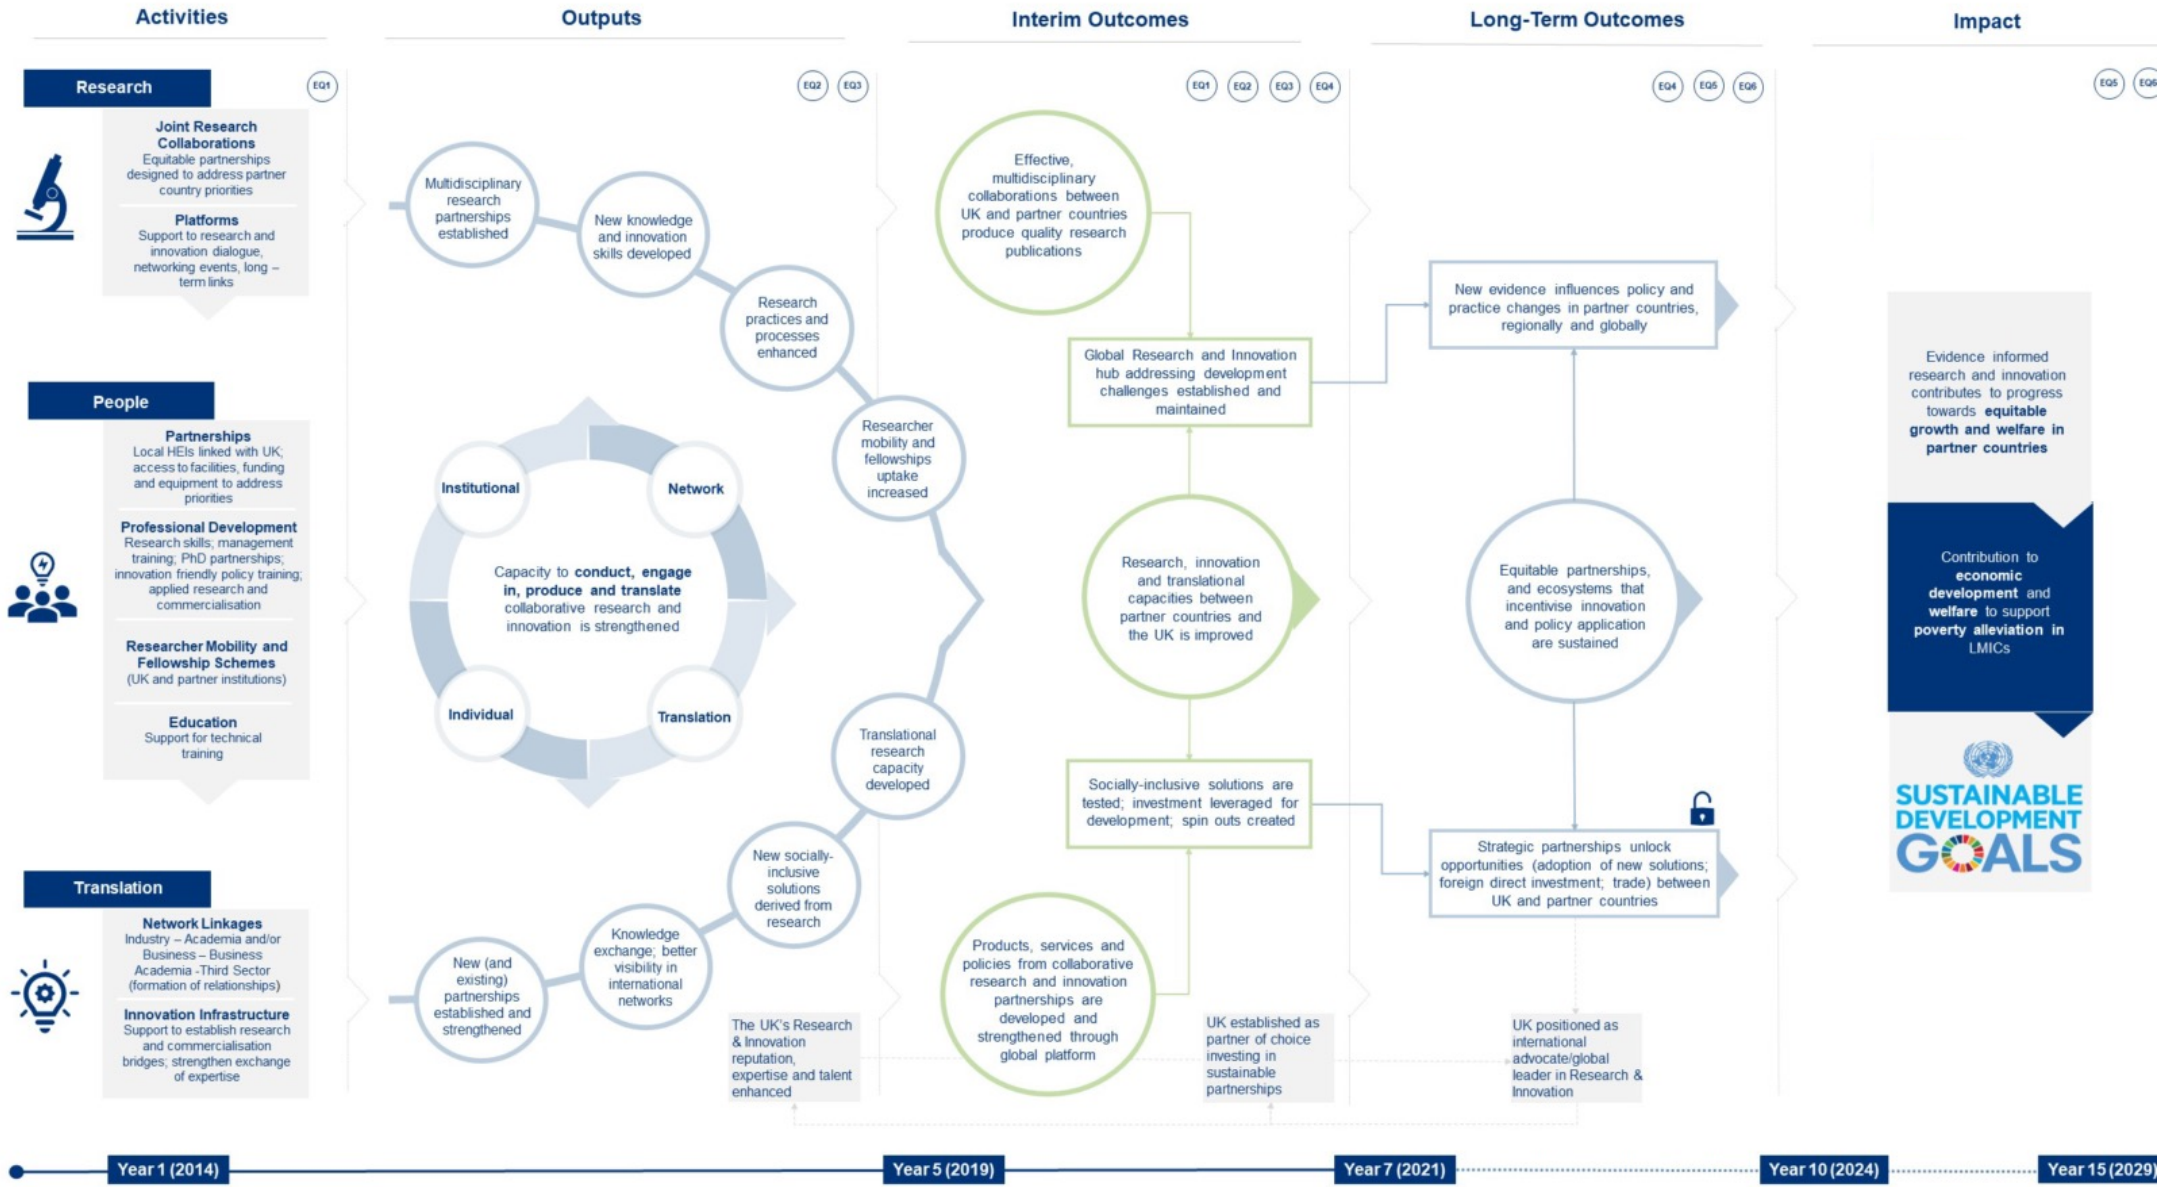 Activities
Outputs
Interim Outcomes
Long-Term Outcomes
Impact
EQ1
EQ2
EQ3
EQ1
EQ2
EQ3
EQ4
EQ4
EQ5
EQ6
EQ5
EQ6
Research
Joint Research
Collaborations
Equitable partnerships
designed to address partner
country priorities
Platforms
Support to research and
innovation dialogue,
networking events, long –
term links
People
Partnerships
Local HEIs linked with UK;
access to facilities, funding
and equipment to address
priorities
Professional Development
Research skills; management
training; PhD partnerships;
innovation friendly policy training;
applied research and
commercialisation
Researcher Mobility and
Fellowship Schemes
(UK and partner institutions)
Education
Support for technical
training
Translation
Network Linkages
Industry – Academia and/or
Business – Business
Academia -Third Sector
(formation of relationships)
Innovation Infrastructure
Support to establish research
and commercialisation
bridges; strengthen exchange
of expertise
Multidisciplinary
research
partnerships
established
New knowledge
and innovation
skills developed
Research
practices and
processes
enhanced
Researcher
mobility and
fellowships
uptake
increased
Institutional
Network
Capacity to conduct, engage
in, produce and translate
collaborative research and
innovation is strengthened
Individual
Translation
Translational
research
capacity
developed
New socially-
inclusive
solutions
derived from
research
Knowledge
exchange; better
visibility in
international
networks
New (and
existing)
partnerships
established and
strengthened
The UK's Research
& Innovation
reputation,
expertise and talent
enhanced
Effective,
multidisciplinary
collaborations between
UK and partner countries
produce quality research
publications
Global Research and Innovation
hub addressing development
challenges established and
maintained
Research, innovation
and translational
capacities between
partner countries and
the UK is improved
Socially-inclusive solutions are
tested; investment leveraged for
development; spin outs created
Products, services and
policies from collaborative
research and innovation
partnerships are
developed and
strengthened through
global platform
UK established as
partner of choice
investing in
sustainable
partnerships
New evidence influences policy and
practice changes in partner countries,
regionally and globally
Equitable partnerships,
and ecosystems that
incentivise innovation
and policy application
are sustained
Strategic partnerships unlock
opportunities (adoption of new solutions;
foreign direct investment; trade) between
UK and partner countries
UK positioned as
international
advocate/global
leader in Research &
Innovation
Evidence informed
research and innovation
contributes to progress
towards equitable
growth and welfare in
partner countries
Contribution to
economic
development and
welfare to support
poverty alleviation in
LMICs
SUSTAINABLE
DEVELOPMENT
GOALS
Year 1 (2014)
Year 5 (2019)
Year 7 (2021)
Year 10 (2024)
Year 15 (2029)